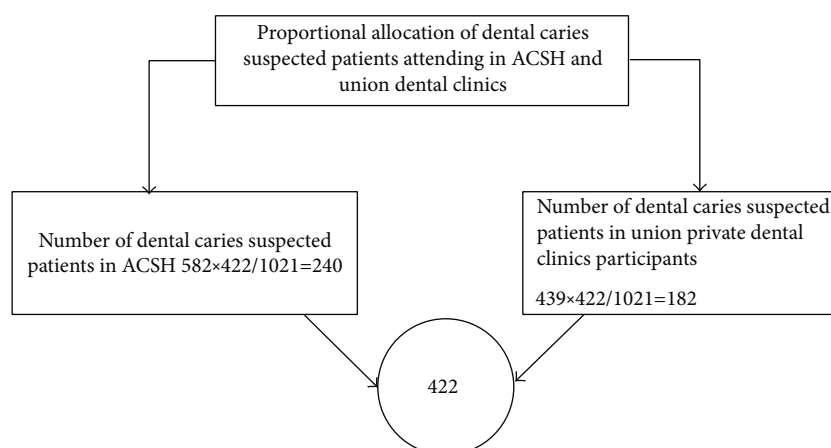 Proportional allocation of dental caries
suspected patients attending in ACSH and
union dental clinics
Number of dental caries suspected
patients in ACSH 582×422/1021=240
Number of dental caries suspected
patients in union private dental
clinics participants
439×422/1021=182
422